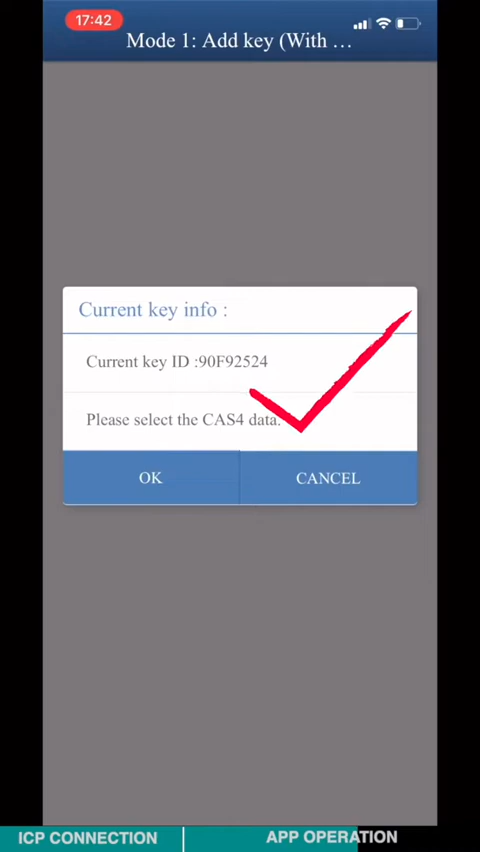 17:42
Mode 1: Add key (With ...
Current key info :
Current key ID :90F92524
Please select the CAS4 data.
OK
CANCEL
ICP CONNECTION
APP OPERATION